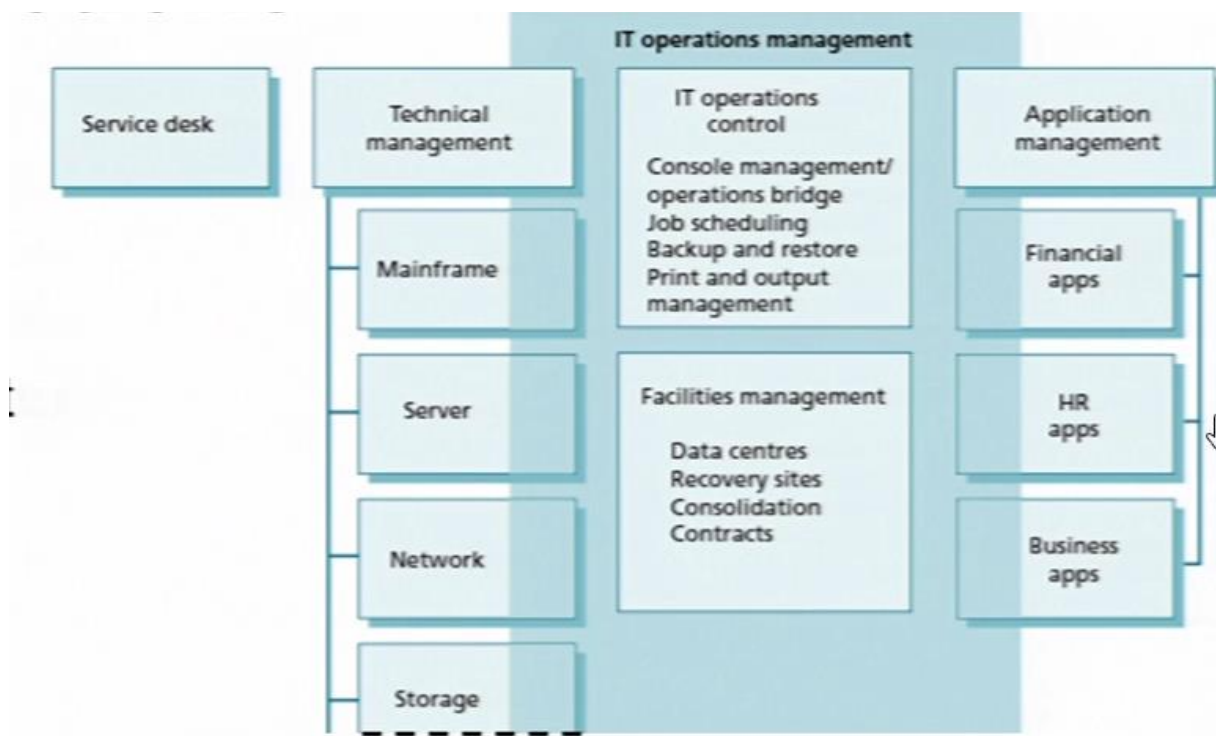 IT operations management
Service desk
Technical
management
Mainframe
Server
Network
Storage
IT operations
control
Console management/
operations bridge
Job scheduling
Backup and restore
Print and output
management
Facilities management
Data centres
Recovery sites
Consolidation
Contracts
Application
management
Financial
apps
HR
apps
Business
apps